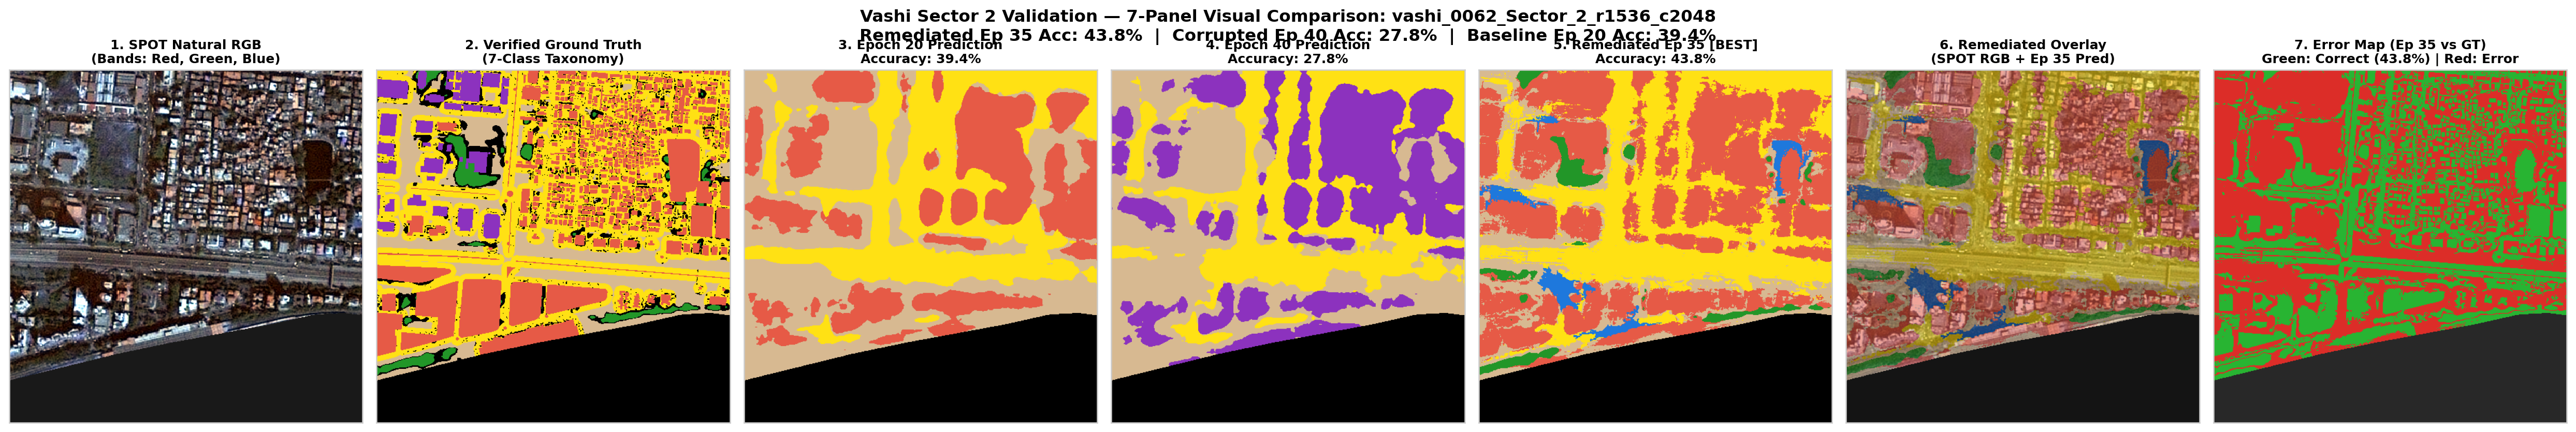 Vashi Sector 2 Validation — 7-Panel Visual Comparison: vashi_0062_Sector_2_r1536_c2048
Remediated Ep 35 Acc: 43.8% | Corrupted Ep 40 Acc: 27.8% | Baseline Ep 20 Acc: 39.4%
1. SPOT Natural RGB
(Bands: Red, Green, Blue)
2. Verified Ground Truth
(7-Class Taxonomy)
3. Epoch 20 Prediction
Accuracy: 39.4%
4. Epoch 40 Prediction
Accuracy: 27.8%
5. Remediated Ep 35 [BEST]
Accuracy: 43.8%
6. Remediated Overlay
(SPOT RGB + Ep 35 Pred)
7. Error Map (Ep 35 vs GT)
Green: Correct (43.8%) | Red: Error